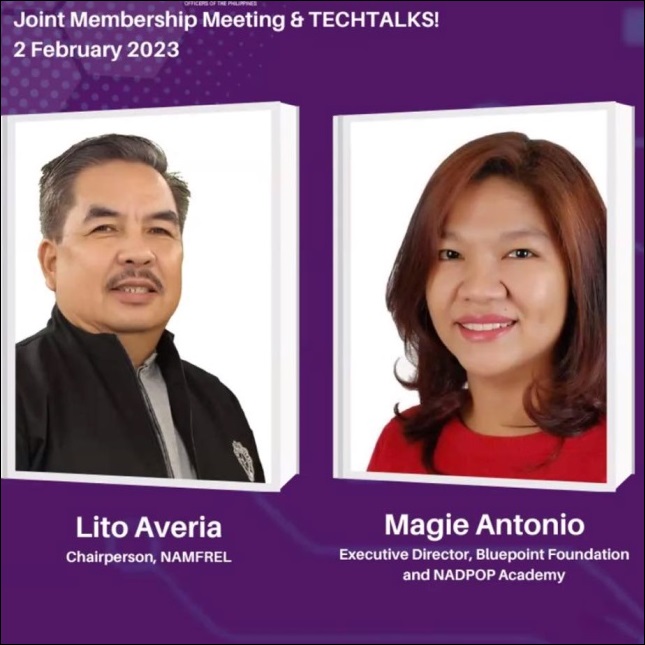 OFFICERS OF THE PHILIPPINES
Joint Membership Meeting & TECHTALKS!
2 February 2023
Lito Averia
Chairperson, NAMFREL
Magie Antonio
Executive Director, Bluepoint Foundation
and NADPOP Academy